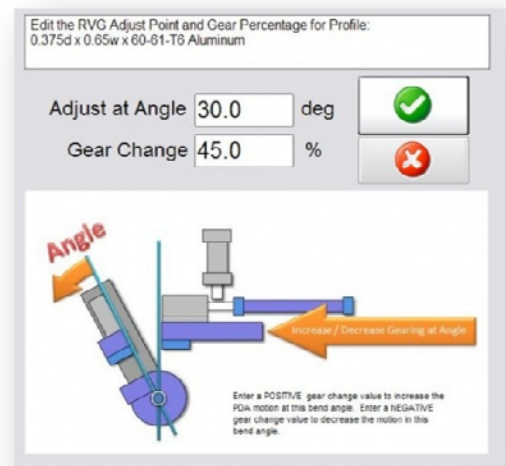 Edit the RVG Adjust Point and Gear Percentage for Profile:
0.375d x 0.65w x 60-61-T6 Aluminum
Adjust at Angle 30.0 deg
Gear Change 45.0 %
Angle
Increase / Decrease Gearing at Angle
Enter a POSITIVE gear change value to increase the
PDA motion at this bend angle. Enter a NEGATIVE
gear change value to decrease the motion in this
bend angle.